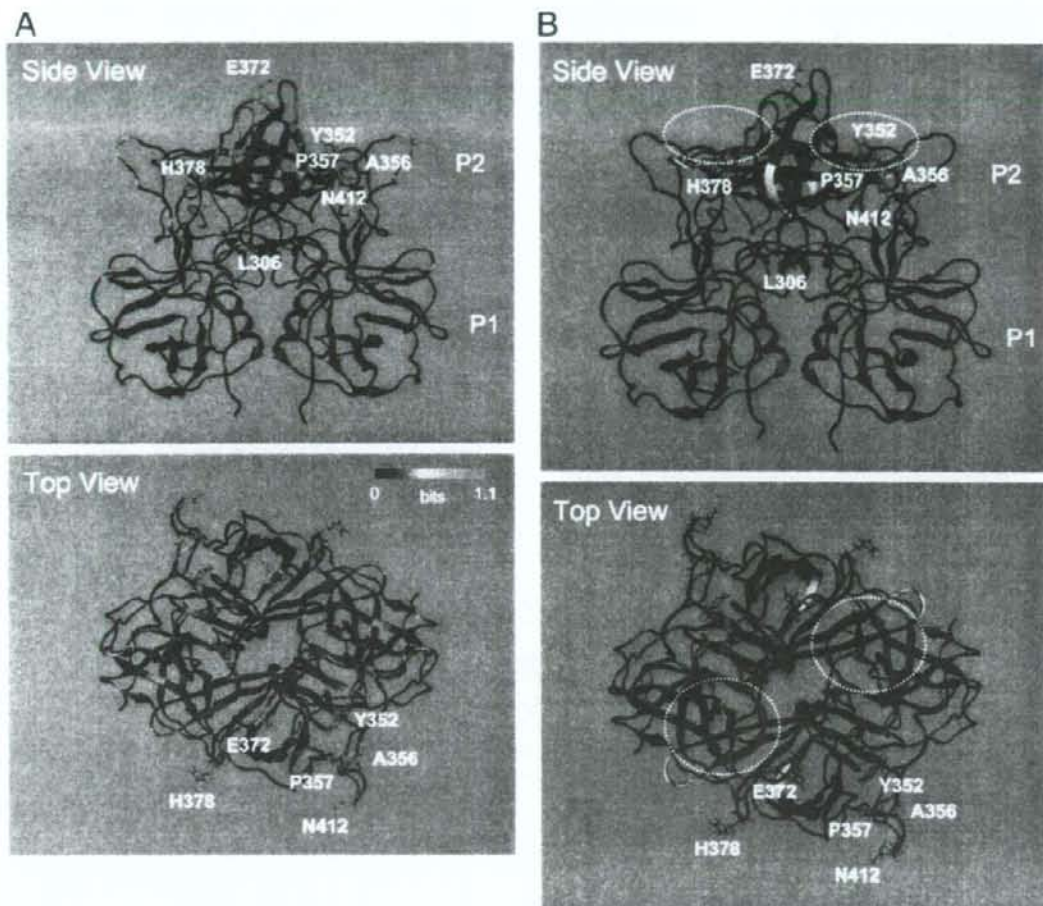 A
Side View
E372
Y352
P357
A356
H378
N412
P2
L306
P1
Top View
0 bits 1.1
Y352
E372
A356
P357
H378
N412
B
Side View
E372
Y352
A356
P2
H378
P357
N412
L306
P1
Top View
E372
Y352
A356
P357
H378
N412